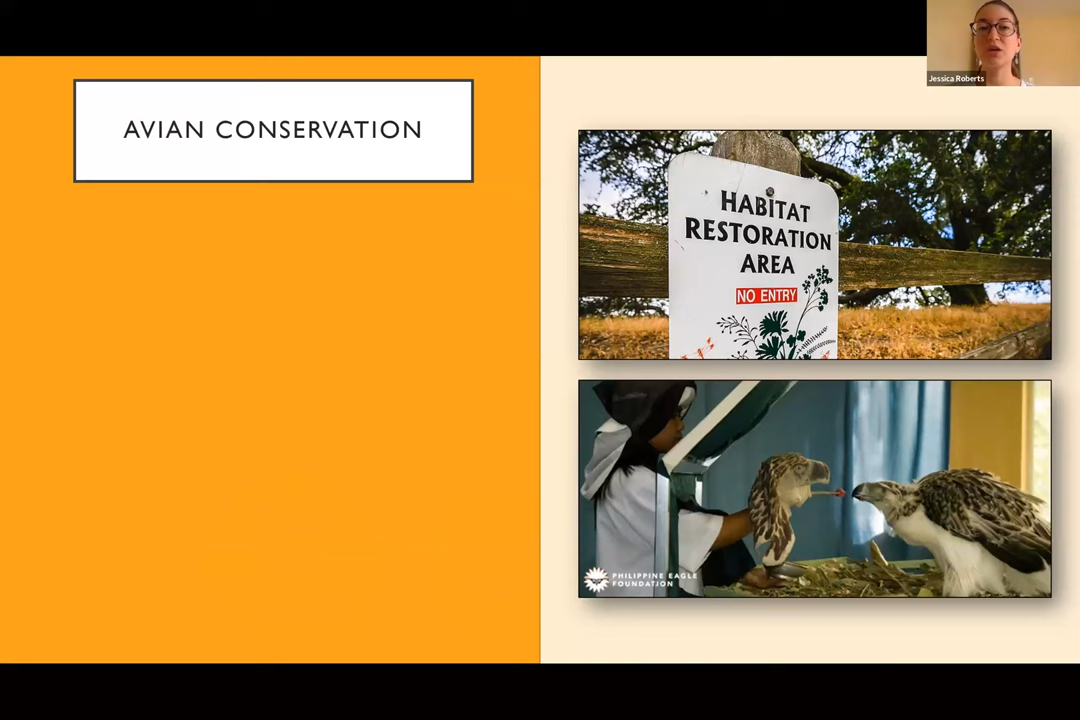 Jessica Roberts
AVIAN CONSERVATION
HABITAT
RESTORATION
AREA
NO ENTRY
PHILIPPINE EAGLE
FOUNDATION